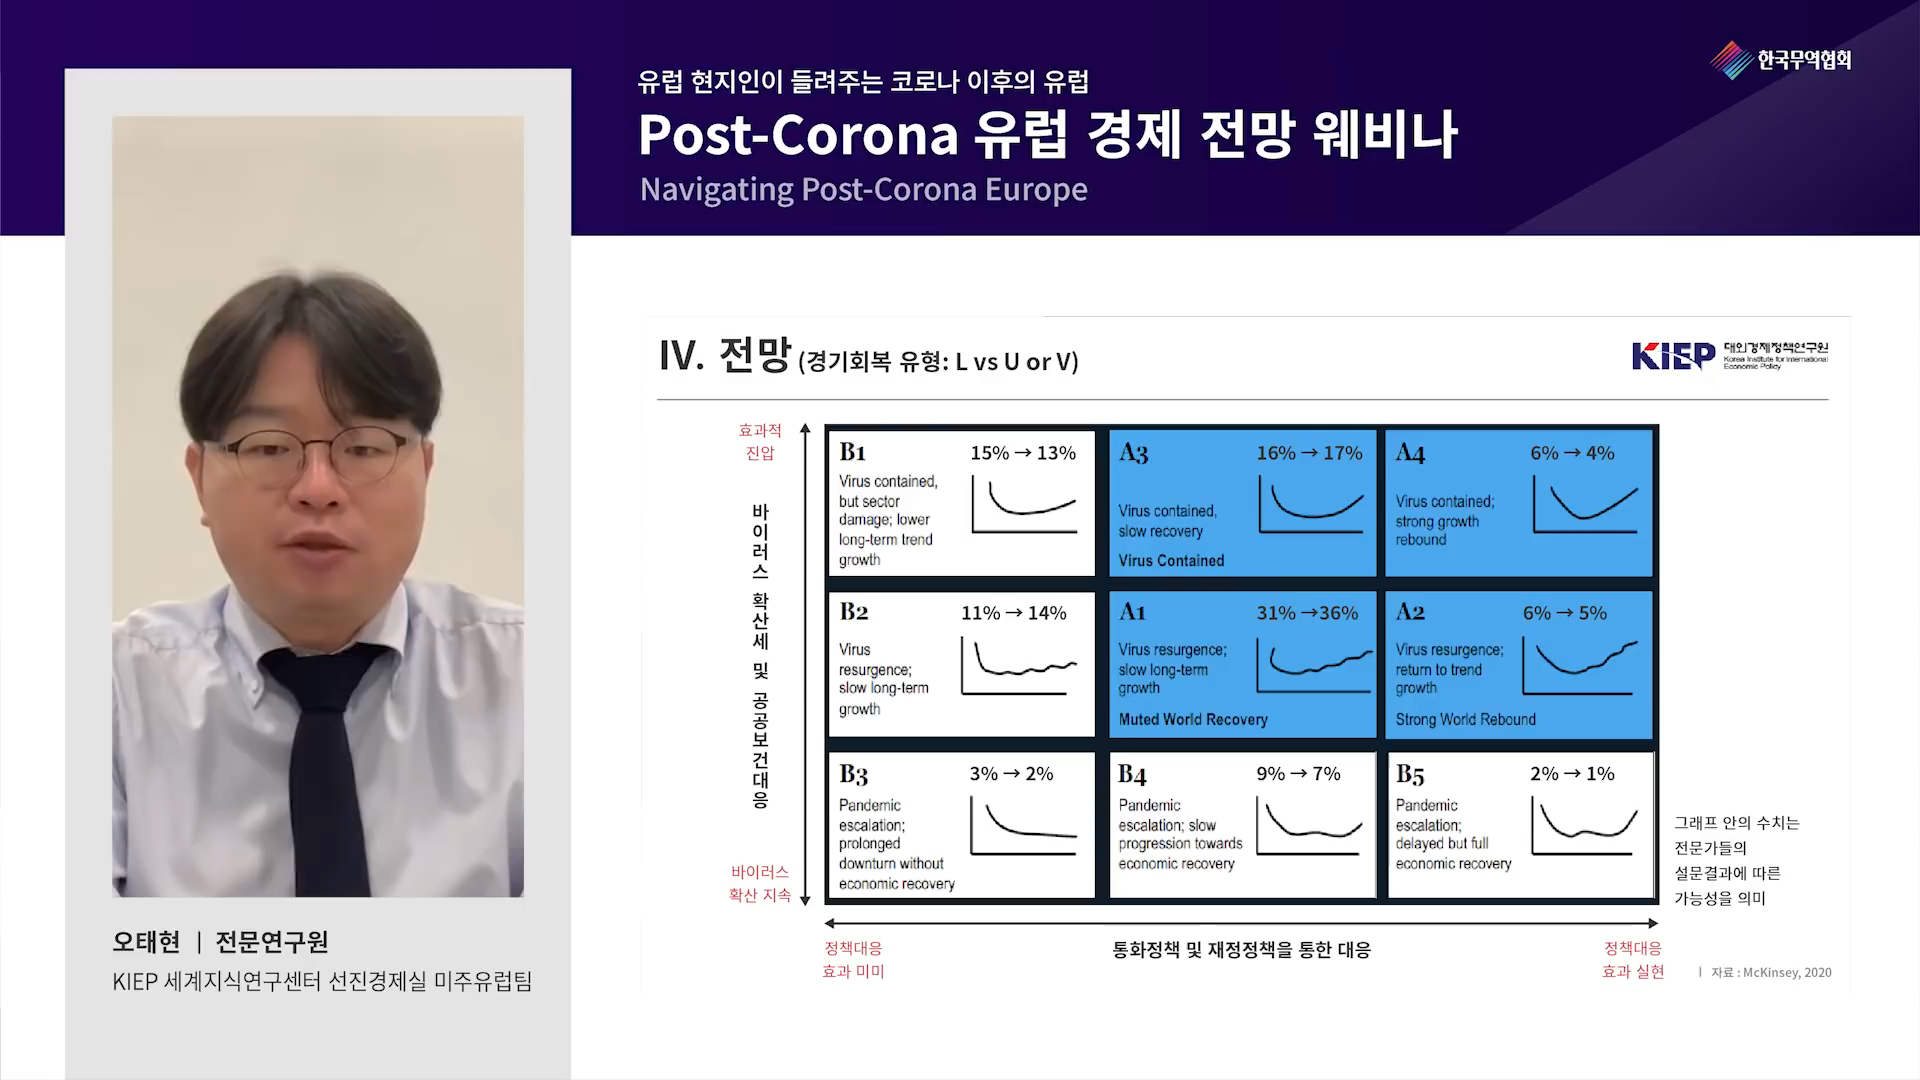 유럽 현지인이 들려주는 코로나 이후의 유럽
Post-Corona 유럽 경제 전망 웨비나
Navigating Post-Corona Europe
한국무역협회
IV. 전망 (경기회복 유형: L vs U or V)
KIEP 대외경제정책연구원
Korea Institute for International
Economic Policy
효과적
진압
바이러스 확산세 및 공공보건대응
바이러스
확산 지속
B1 15% → 13%
Virus contained,
but sector
damage; lower
long-term trend
growth
A3 16% → 17%
Virus contained,
slow recovery
Virus Contained
A4 6% → 4%
Virus contained;
strong growth
rebound
B2 11% → 14%
Virus
resurgence;
slow long-term
growth
A1 31% →36%
Virus resurgence;
slow long-term
growth
Muted World Recovery
A2 6% → 5%
Virus resurgence;
return to trend
growth
Strong World Rebound
B3 3% → 2%
Pandemic
escalation;
prolonged
downturn without
economic recovery
B4 9% → 7%
Pandemic
escalation; slow
progression towards
economic recovery
B5 2% → 1%
Pandemic
escalation;
delayed but full
economic recovery
그래프 안의 수치는
전문가들의
설문결과에 따른
가능성을 의미
정책대응
효과 미미
통화정책 및 재정정책을 통한 대응
정책대응
효과 실현
| 자료 : McKinsey, 2020
오태현 | 전문연구원
KIEP 세계지식연구센터 선진경제실 미주유럽팀